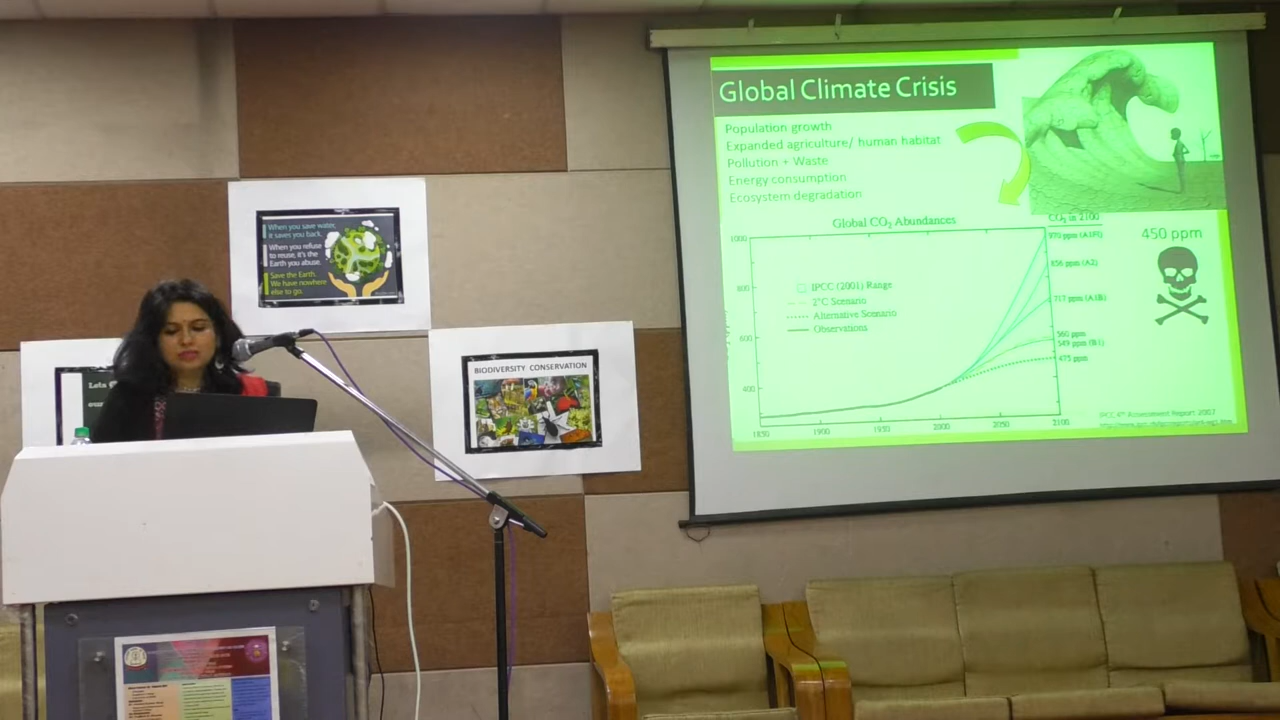 Global Climate Crisis
Population growth
Expanded agriculture/ human habitat
Pollution + Waste
Energy consumption
Ecosystem degradation
Global CO₂ Abundances
CO₂ in 2100
970 ppm (A1FI)
856 ppm (A2)
717 ppm (A1B)
560 ppm
549 ppm (B1)
475 ppm
450 ppm
IPCC (2001) Range
2°C Scenario
Alternative Scenario
Observations
1000
800
600
400
1850
1900
1950
2000
2050
2100
IPCC 4th Assessment Report 2007
When you save water,
it saves you back.
When you refuse
to reuse, it's the
Earth you abuse.
Save the Earth.
We have nowhere
else to go.
BIODIVERSITY CONSERVATION